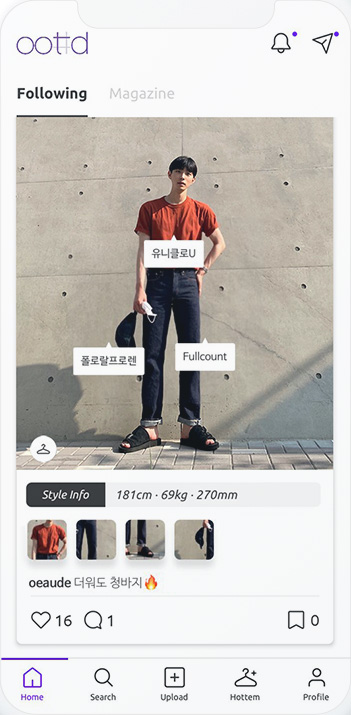 oot#d
Following Magazine
유니클로U
폴로랄프로렌
Fullcount
Style Info 181cm · 69kg · 270mm
oeaude 더워도 청바지🔥
16 1 0
Home Search Upload Hottem Profile